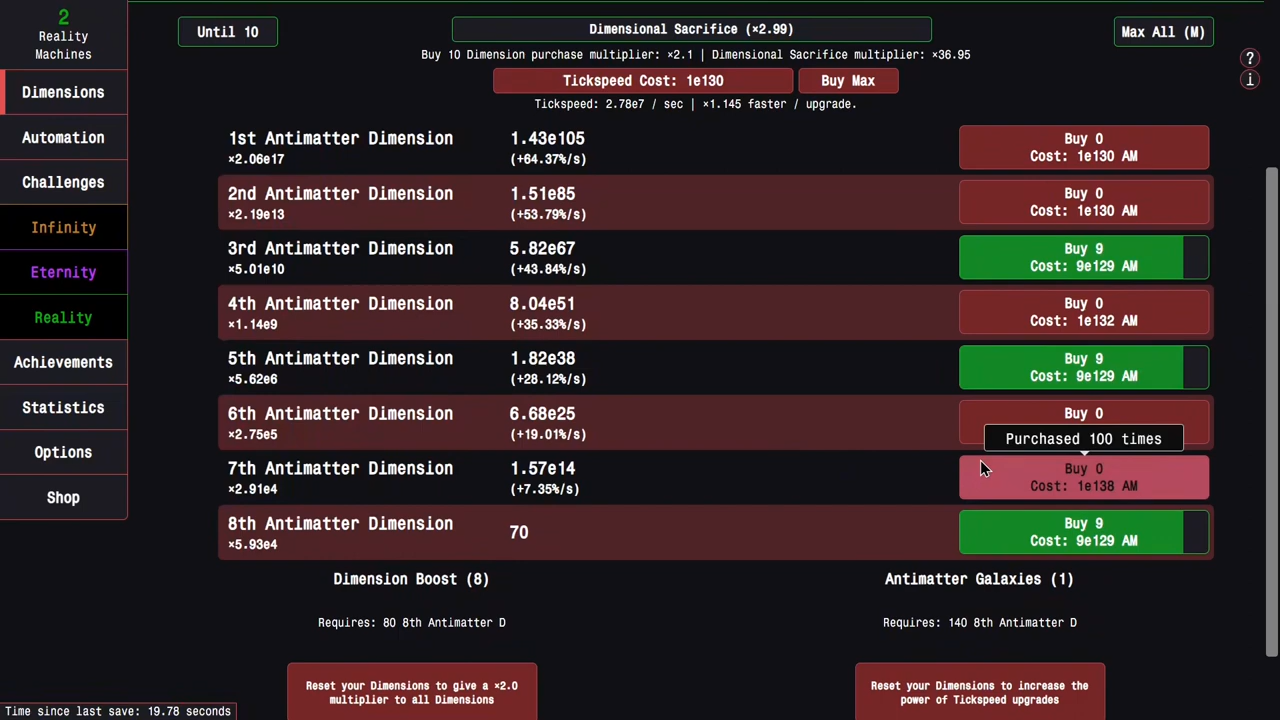 2
Reality
Machines
Until 10
Dimensional Sacrifice (×2.99)
Max All (M)
Buy 10 Dimension purchase multiplier: ×2.1 | Dimensional Sacrifice multiplier: ×36.95
?
i
Tickspeed Cost: 1e130
Buy Max
Tickspeed: 2.78e7 / sec | ×1.145 faster / upgrade.
Dimensions
Automation
Challenges
Infinity
Eternity
Reality
Achievements
Statistics
Options
Shop
1st Antimatter Dimension
×2.06e17
1.43e105
(+64.37%/s)
Buy 0
Cost: 1e130 AM
2nd Antimatter Dimension
×2.19e13
1.51e85
(+53.79%/s)
Buy 0
Cost: 1e130 AM
3rd Antimatter Dimension
×5.01e10
5.82e67
(+43.84%/s)
Buy 9
Cost: 9e129 AM
4th Antimatter Dimension
×1.14e9
8.04e51
(+35.33%/s)
Buy 0
Cost: 1e132 AM
5th Antimatter Dimension
×5.62e6
1.82e38
(+28.12%/s)
Buy 9
Cost: 9e129 AM
6th Antimatter Dimension
×2.75e5
6.68e25
(+19.01%/s)
Buy 0
Purchased 100 times
7th Antimatter Dimension
×2.91e4
1.57e14
(+7.35%/s)
Buy 0
Cost: 1e138 AM
8th Antimatter Dimension
×5.93e4
70
Buy 9
Cost: 9e129 AM
Dimension Boost (8)
Requires: 80 8th Antimatter D
Reset your Dimensions to give a ×2.0
multiplier to all Dimensions
Antimatter Galaxies (1)
Requires: 140 8th Antimatter D
Reset your Dimensions to increase the
power of Tickspeed upgrades
Time since last save: 19.78 seconds